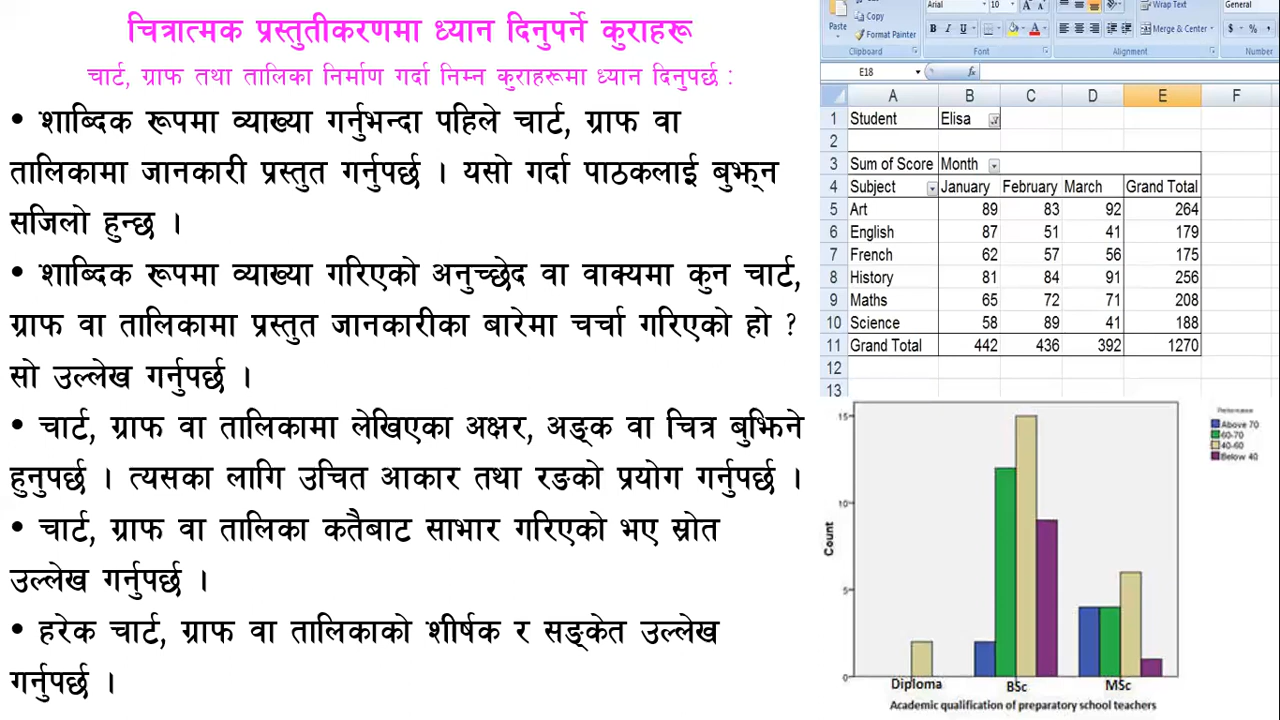 चित्रात्मक प्रस्तुतीकरणमा ध्यान दिनुपर्ने कुराहरू
चार्ट, ग्राफ तथा तालिका निर्माण गर्दा निम्न कुराहरूमा ध्यान दिनुपर्छ :
• शाब्दिक रूपमा व्याख्या गर्नुभन्दा पहिले चार्ट, ग्राफ वा
तालिकामा जानकारी प्रस्तुत गर्नुपर्छ । यसो गर्दा पाठकलाई बुझ्न
सजिलो हुन्छ ।
• शाब्दिक रूपमा व्याख्या गरिएको अनुच्छेद वा वाक्यमा कुन चार्ट,
ग्राफ वा तालिकामा प्रस्तुत जानकारीका बारेमा चर्चा गरिएको हो ?
सो उल्लेख गर्नुपर्छ ।
• चार्ट, ग्राफ वा तालिकामा लेखिएका अक्षर, अङ्क वा चित्र बुझिने
हुनुपर्छ । त्यसका लागि उचित आकार तथा रङको प्रयोग गर्नुपर्छ ।
• चार्ट, ग्राफ वा तालिका कतैबाट साभार गरिएको भए स्रोत
उल्लेख गर्नुपर्छ ।
• हरेक चार्ट, ग्राफ वा तालिकाको शीर्षक र सङ्केत उल्लेख
गर्नुपर्छ ।
Paste Copy Format Painter Arial 10 B I U Wrap Text Merge & Center General $ % ,
Clipboard Font Alignment
E18 fx
A B C D E F
1 Student Elisa
2
3 Sum of Score Month
4 Subject January February March Grand Total
5 Art 89 83 92 264
6 English 87 51 41 179
7 French 62 57 56 175
8 History 81 84 91 256
9 Maths 65 72 71 208
10 Science 58 89 41 188
11 Grand Total 442 436 392 1270
12
13
15
10
5
0
Count
Performance
Above 70
60-70
40-60
Below 40
Diploma BSc MSc
Academic qualification of preparatory school teachers